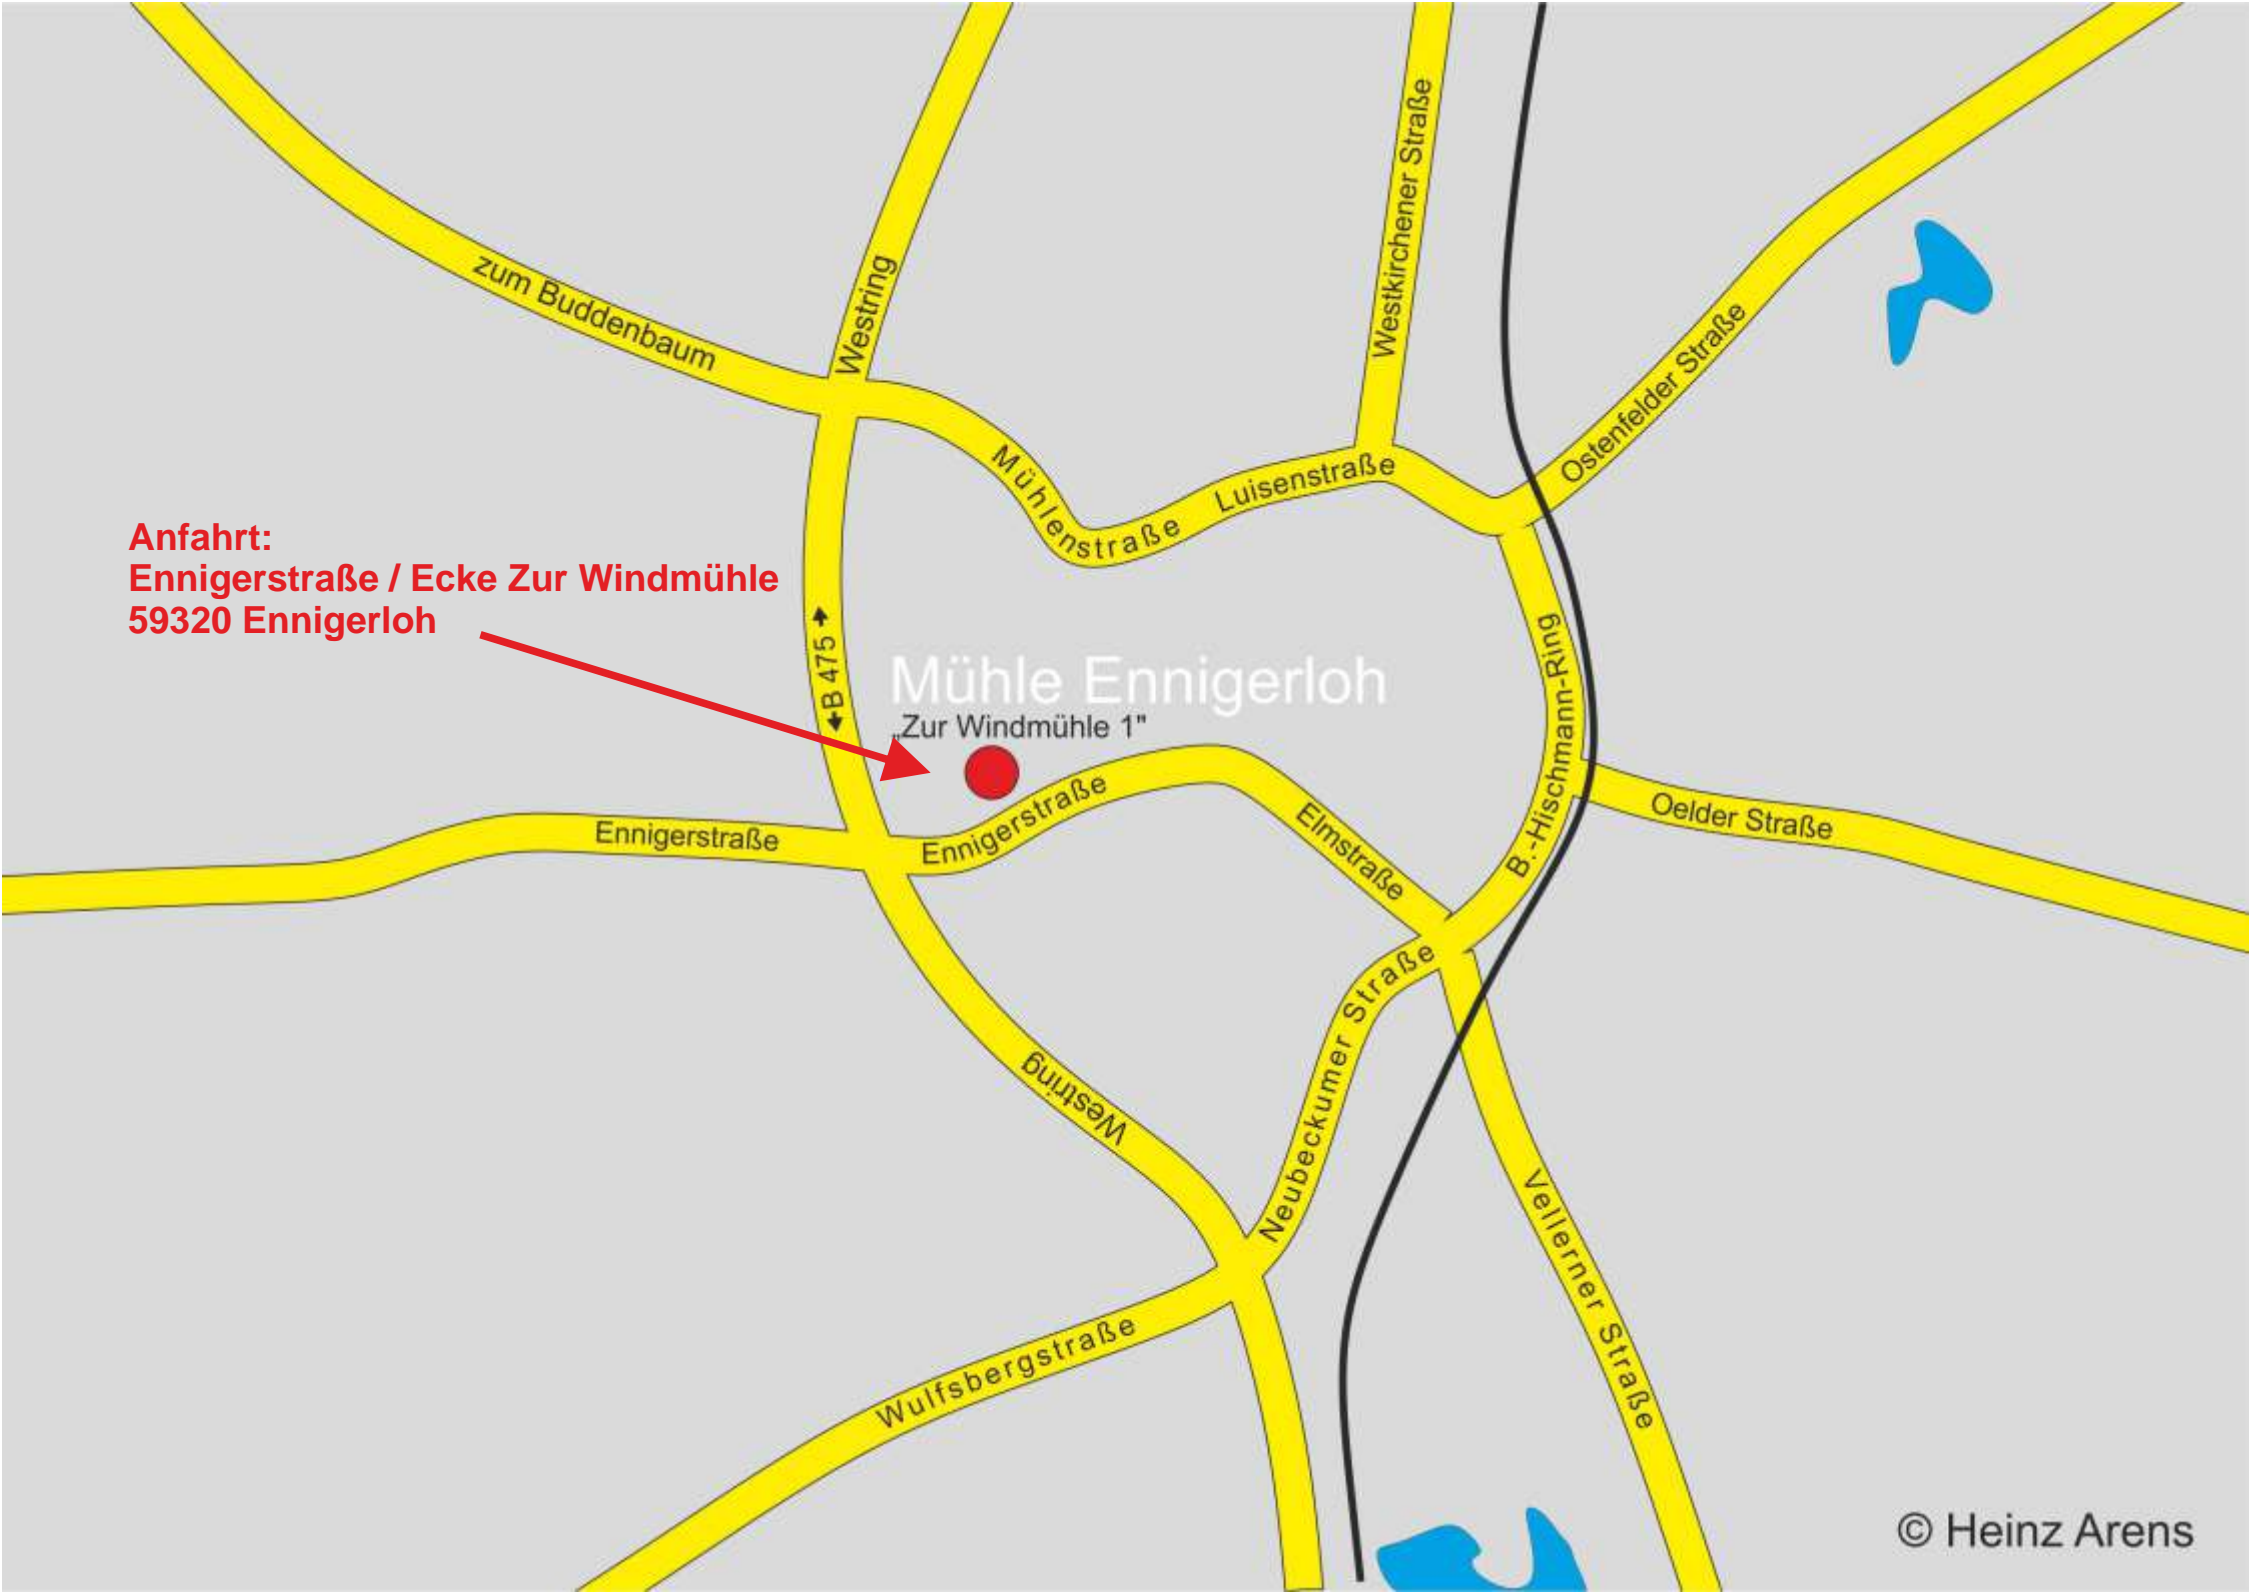 Westkirchener Straße
zum Buddenbaum
Westring
Ostenfelder Straße
Mühlenstraße
Luisenstraße
Anfahrt:
Ennigerstraße / Ecke Zur Windmühle
59320 Ennigerloh
B 475
Mühle Ennigerloh
„Zur Windmühle 1"
B.-Hischmann-Ring
Ennigerstraße
Ennigerstraße
Elmstraße
Oelder Straße
Westring
Neubeckumer Straße
Vellerner Straße
Wulfsbergstraße
© Heinz Arens